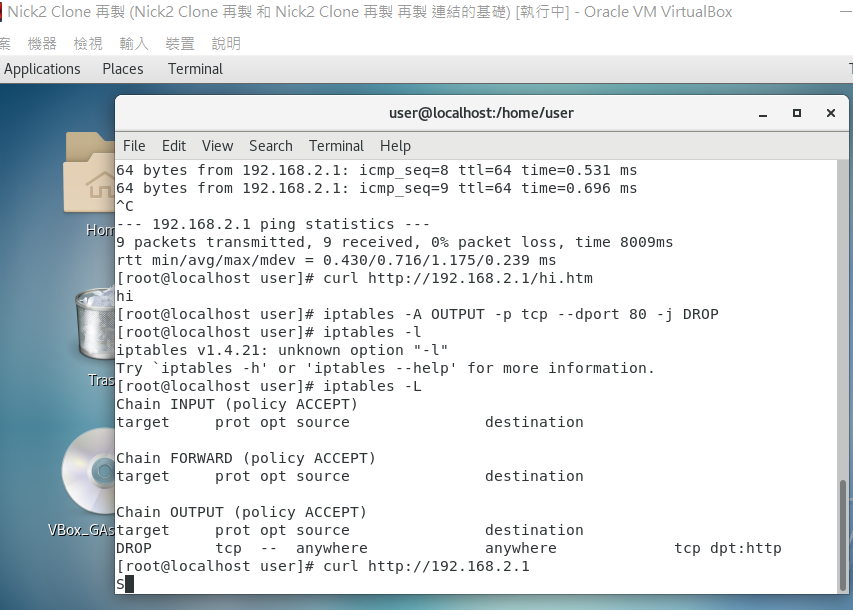 Nick2 Clone 再製 (Nick2 Clone 再製 和 Nick2 Clone 再製 再製 連結的基礎) [執行中] - Oracle VM VirtualBox
案 機器 檢視 輸入 裝置 說明
Applications Places Terminal
user@localhost:/home/user
File Edit View Search Terminal Help
64 bytes from 192.168.2.1: icmp_seq=8 ttl=64 time=0.531 ms
64 bytes from 192.168.2.1: icmp_seq=9 ttl=64 time=0.696 ms
^C
--- 192.168.2.1 ping statistics ---
9 packets transmitted, 9 received, 0% packet loss, time 8009ms
rtt min/avg/max/mdev = 0.430/0.716/1.175/0.239 ms
[root@localhost user]# curl http://192.168.2.1/hi.htm
hi
[root@localhost user]# iptables -A OUTPUT -p tcp --dport 80 -j DROP
[root@localhost user]# iptables -l
iptables v1.4.21: unknown option "-l"
Try `iptables -h' or 'iptables --help' for more information.
[root@localhost user]# iptables -L
Chain INPUT (policy ACCEPT)
target prot opt source destination
Chain FORWARD (policy ACCEPT)
target prot opt source destination
Chain OUTPUT (policy ACCEPT)
target prot opt source destination
DROP tcp -- anywhere anywhere tcp dpt:http
[root@localhost user]# curl http://192.168.2.1
S
Hom
Tras
VBox_GAs